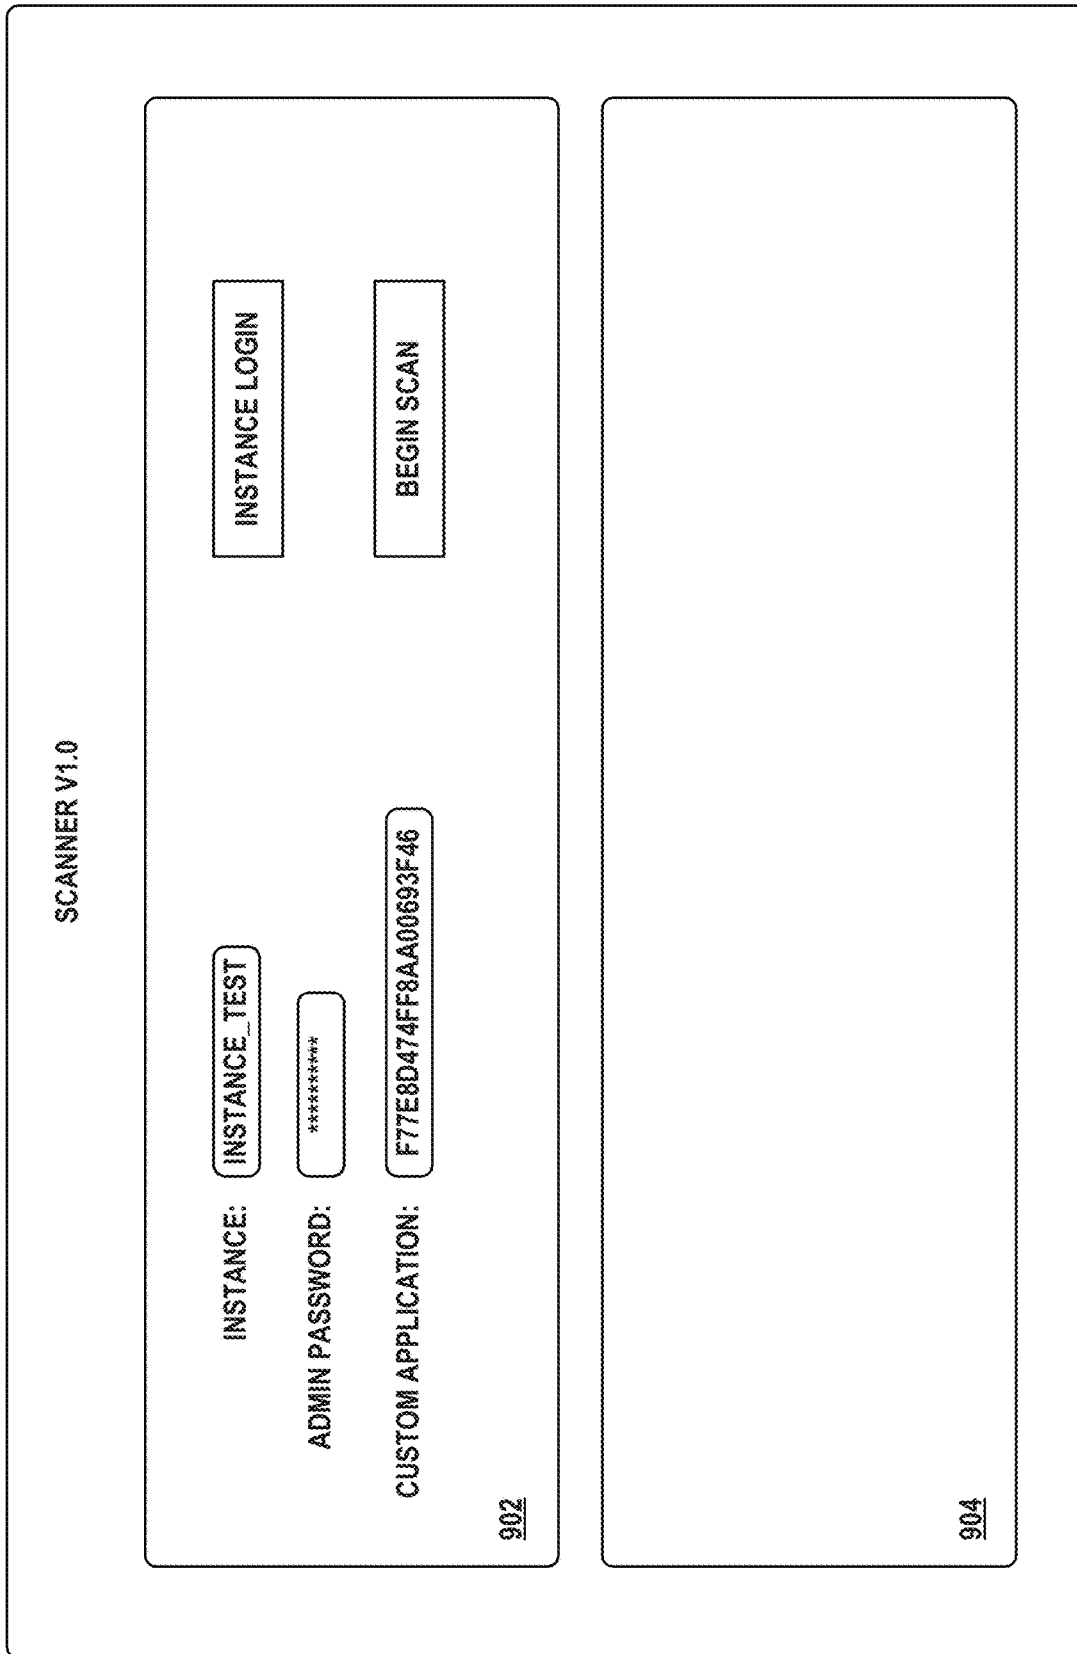 SCANNER V1.0
INSTANCE: INSTANCE_TEST INSTANCE LOGIN
ADMIN PASSWORD: **********
CUSTOM APPLICATION: F77E8D474FF8AA00693F46 BEGIN SCAN
902
904